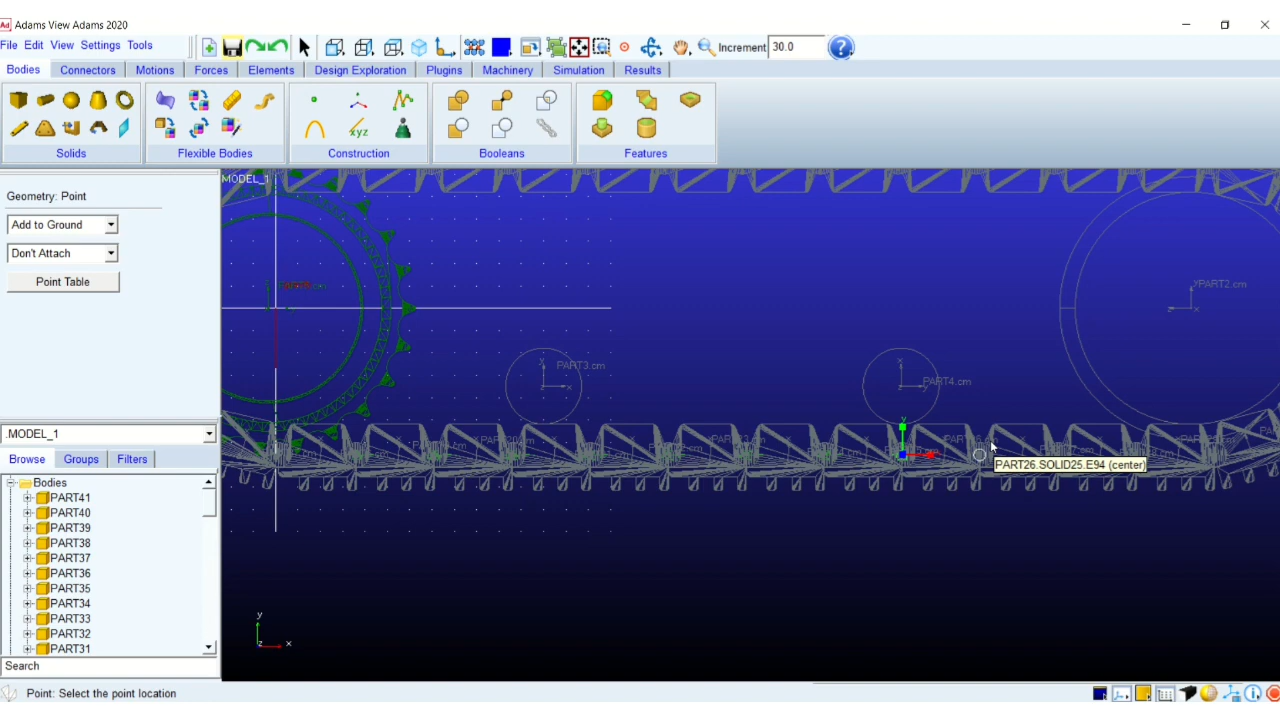 Ad Adams View Adams 2020
File Edit View Settings Tools
Increment 30.0
Bodies Connectors Motions Forces Elements Design Exploration Plugins Machinery Simulation Results
xyz
Solids Flexible Bodies Construction Booleans Features
MODEL_1
Geometry: Point
Add to Ground
Don't Attach
Point Table
PART2.cm
PART3.cm
PART4.cm
PART26.SOLID25.E94 (center)
.MODEL_1
Browse Groups Filters
Bodies
PART41
PART40
PART39
PART38
PART37
PART36
PART35
PART34
PART33
PART32
PART31
Search
y
z x
Point: Select the point location